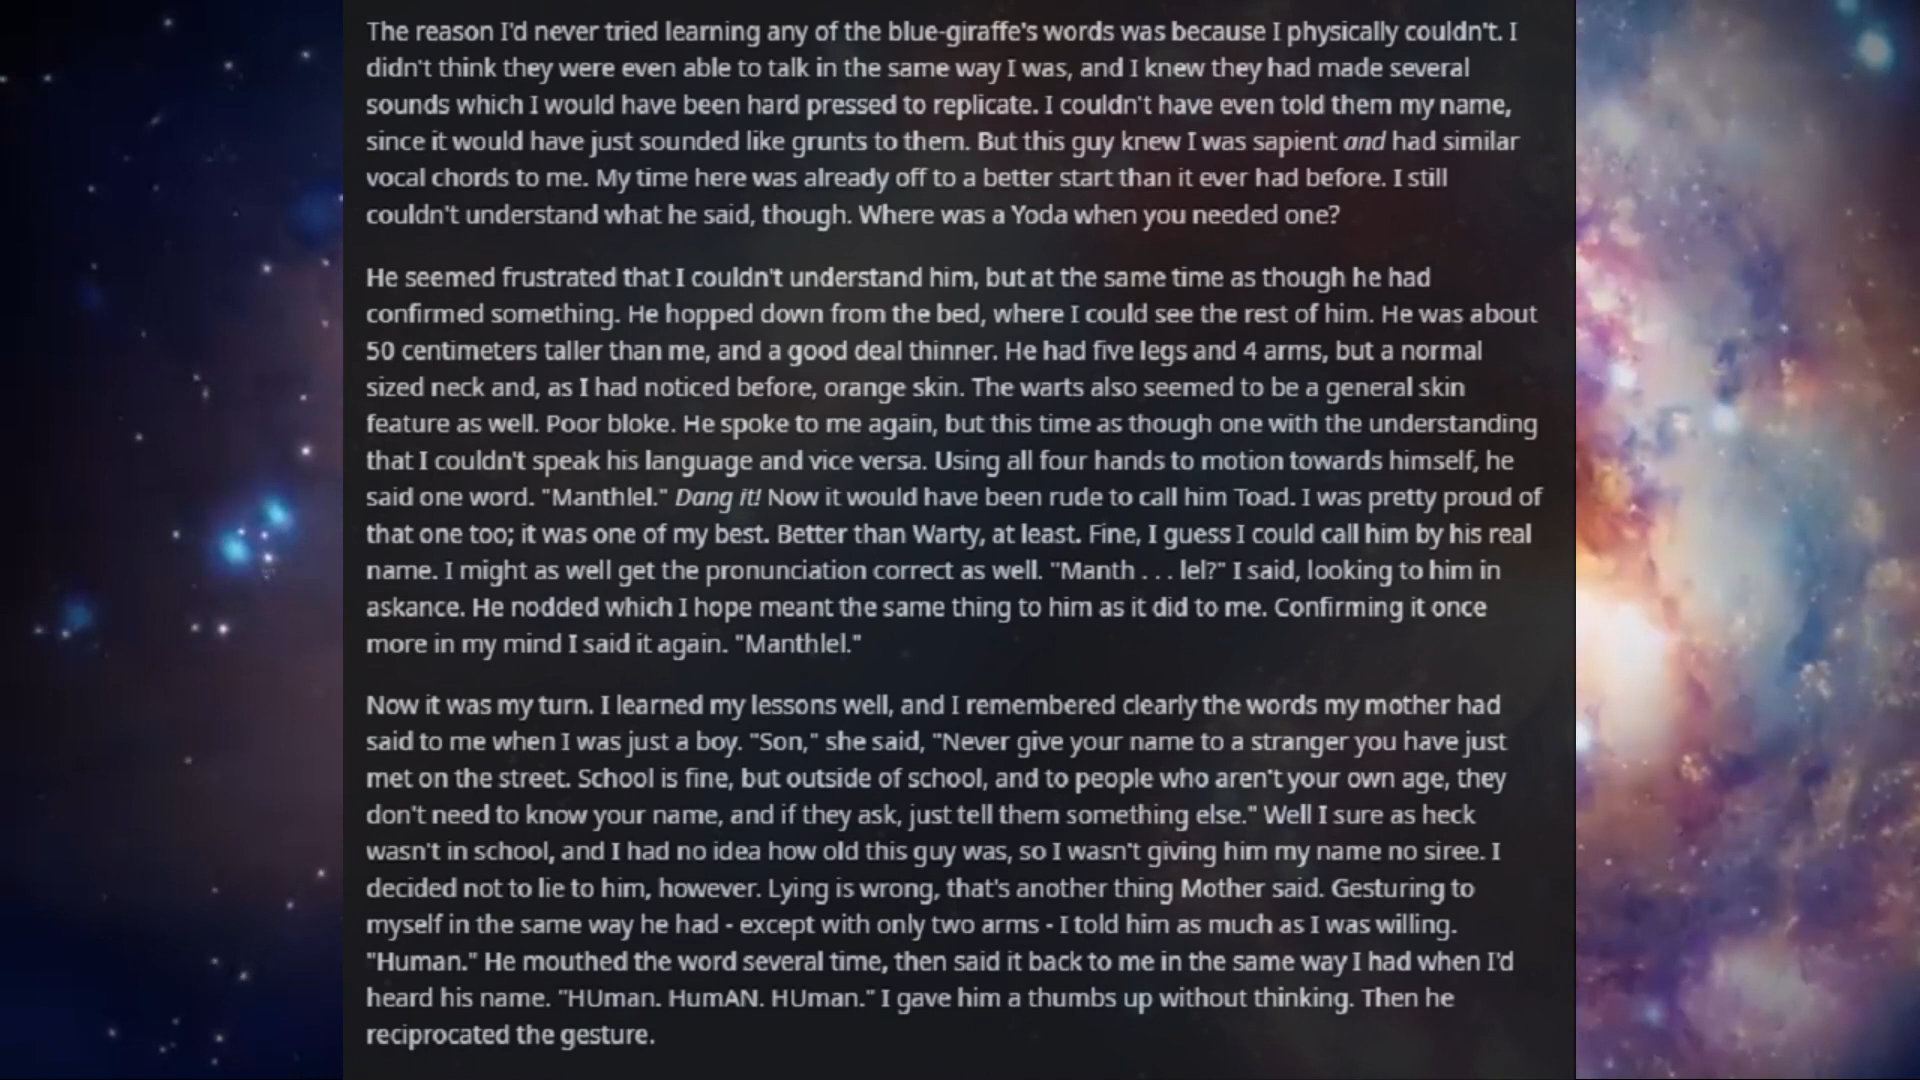 The reason I'd never tried learning any of the blue-giraffe's words was because I physically couldn't. I
didn't think they were even able to talk in the same way I was, and I knew they had made several
sounds which I would have been hard pressed to replicate. I couldn't have even told them my name,
since it would have just sounded like grunts to them. But this guy knew I was sapient and had similar
vocal chords to me. My time here was already off to a better start than it ever had before. I still
couldn't understand what he said, though. Where was a Yoda when you needed one?
He seemed frustrated that I couldn't understand him, but at the same time as though he had
confirmed something. He hopped down from the bed, where I could see the rest of him. He was about
50 centimeters taller than me, and a good deal thinner. He had five legs and 4 arms, but a normal
sized neck and, as I had noticed before, orange skin. The warts also seemed to be a general skin
feature as well. Poor bloke. He spoke to me again, but this time as though one with the understanding
that I couldn't speak his language and vice versa. Using all four hands to motion towards himself, he
said one word. "Manthlel." Dang it! Now it would have been rude to call him Toad. I was pretty proud of
that one too; it was one of my best. Better than Warty, at least. Fine, I guess I could call him by his real
name. I might as well get the pronunciation correct as well. "Manth . . . lel?" I said, looking to him in
askance. He nodded which I hope meant the same thing to him as it did to me. Confirming it once
more in my mind I said it again. "Manthlel."
Now it was my turn. I learned my lessons well, and I remembered clearly the words my mother had
said to me when I was just a boy. "Son," she said, "Never give your name to a stranger you have just
met on the street. School is fine, but outside of school, and to people who aren't your own age, they
don't need to know your name, and if they ask, just tell them something else." Well I sure as heck
wasn't in school, and I had no idea how old this guy was, so I wasn't giving him my name no siree. I
decided not to lie to him, however. Lying is wrong, that's another thing Mother said. Gesturing to
myself in the same way he had - except with only two arms - I told him as much as I was willing.
"Human." He mouthed the word several time, then said it back to me in the same way I had when I'd
heard his name. "HUman. HumAN. HUman." I gave him a thumbs up without thinking. Then he
reciprocated the gesture.